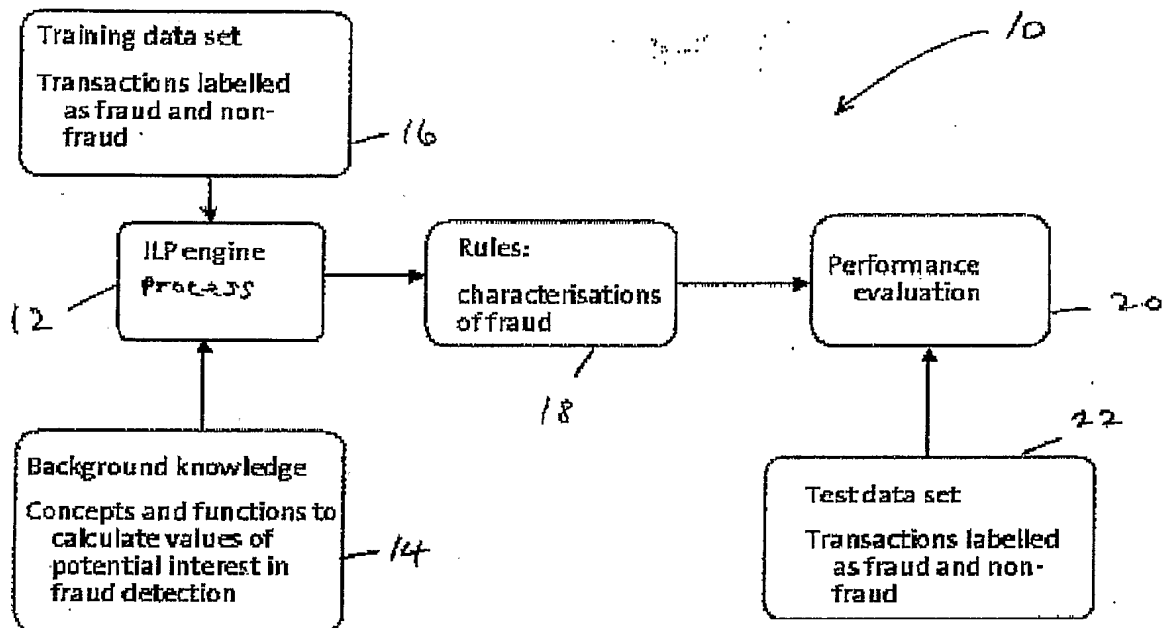 Training data set
Transactions labelled
as fraud and non-
fraud
10
16
ILP engine
Process
12
Rules:
characterisations
of fraud
18
Performance
evaluation
20
Background knowledge
Concepts and functions to
calculate values of
potential interest in
fraud detection
14
22
Test data set
Transactions labelled
as fraud and non-
fraud